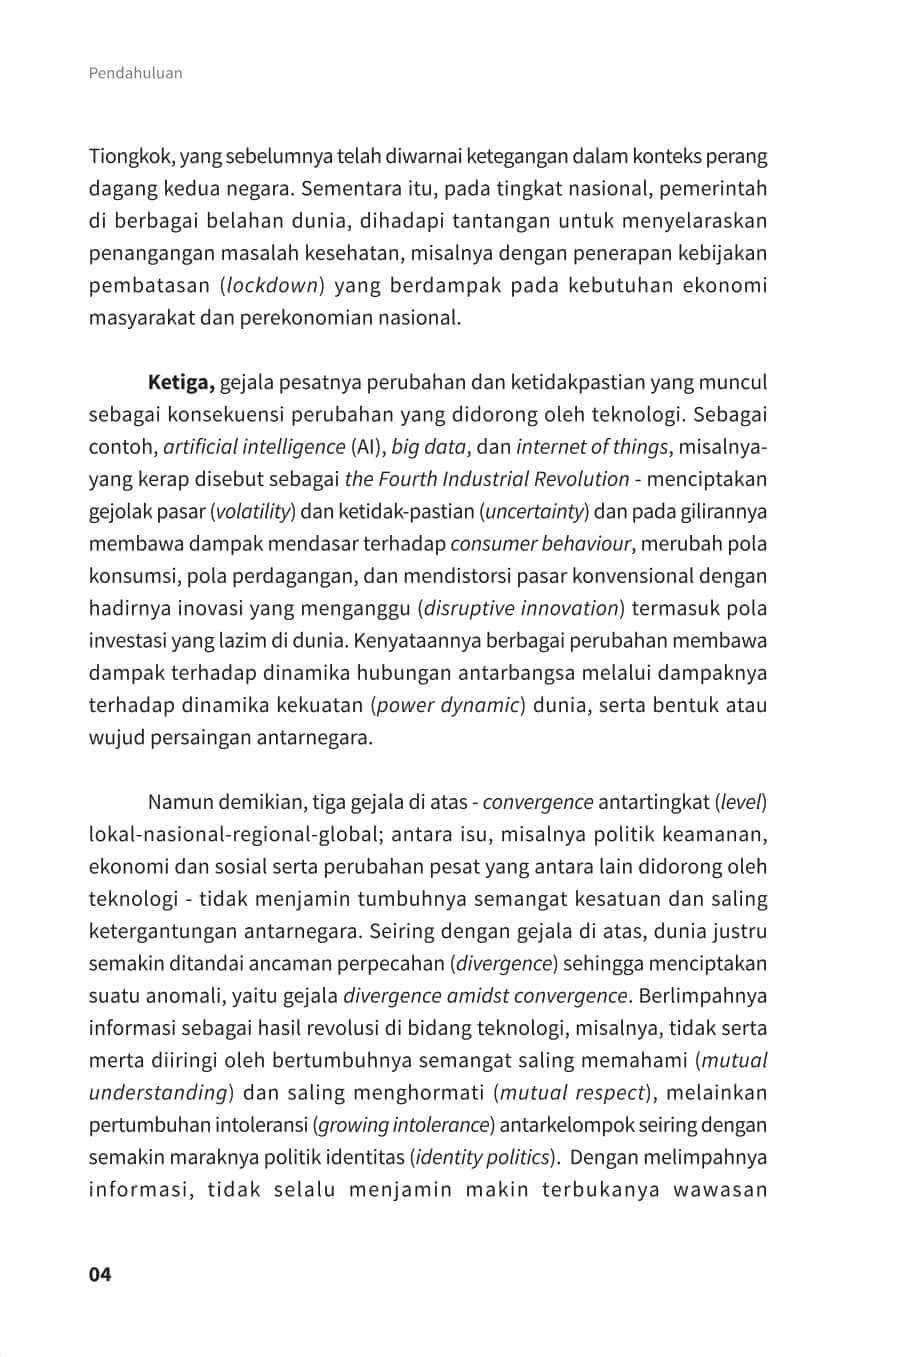 Pendahuluan
Tiongkok, yang sebelumnya telah diwarnai ketegangan dalam konteks perang
dagang kedua negara. Sementara itu, pada tingkat nasional, pemerintah
di berbagai belahan dunia, dihadapi tantangan untuk menyelaraskan
penangangan masalah kesehatan, misalnya dengan penerapan kebijakan
pembatasan (lockdown) yang berdampak pada kebutuhan ekonomi
masyarakat dan perekonomian nasional.
Ketiga, gejala pesatnya perubahan dan ketidakpastian yang muncul
sebagai konsekuensi perubahan yang didorong oleh teknologi. Sebagai
contoh, artificial intelligence (AI), big data, dan internet of things, misalnya-
yang kerap disebut sebagai the Fourth Industrial Revolution - menciptakan
gejolak pasar (volatility) dan ketidak-pastian (uncertainty) dan pada gilirannya
membawa dampak mendasar terhadap consumer behaviour, merubah pola
konsumsi, pola perdagangan, dan mendistorsi pasar konvensional dengan
hadirnya inovasi yang menganggu (disruptive innovation) termasuk pola
investasi yang lazim di dunia. Kenyataannya berbagai perubahan membawa
dampak terhadap dinamika hubungan antarbangsa melalui dampaknya
terhadap dinamika kekuatan (power dynamic) dunia, serta bentuk atau
wujud persaingan antarnegara.
Namun demikian, tiga gejala di atas - convergence antartingkat (level)
lokal-nasional-regional-global; antara isu, misalnya politik keamanan,
ekonomi dan sosial serta perubahan pesat yang antara lain didorong oleh
teknologi - tidak menjamin tumbuhnya semangat kesatuan dan saling
ketergantungan antarnegara. Seiring dengan gejala di atas, dunia justru
semakin ditandai ancaman perpecahan (divergence) sehingga menciptakan
suatu anomali, yaitu gejala divergence amidst convergence. Berlimpahnya
informasi sebagai hasil revolusi di bidang teknologi, misalnya, tidak serta
merta diiringi oleh bertumbuhnya semangat saling memahami (mutual
understanding) dan saling menghormati (mutual respect), melainkan
pertumbuhan intoleransi (growing intolerance) antarkelompok seiring dengan
semakin maraknya politik identitas (identity politics). Dengan melimpahnya
informasi, tidak selalu menjamin makin terbukanya wawasan
04